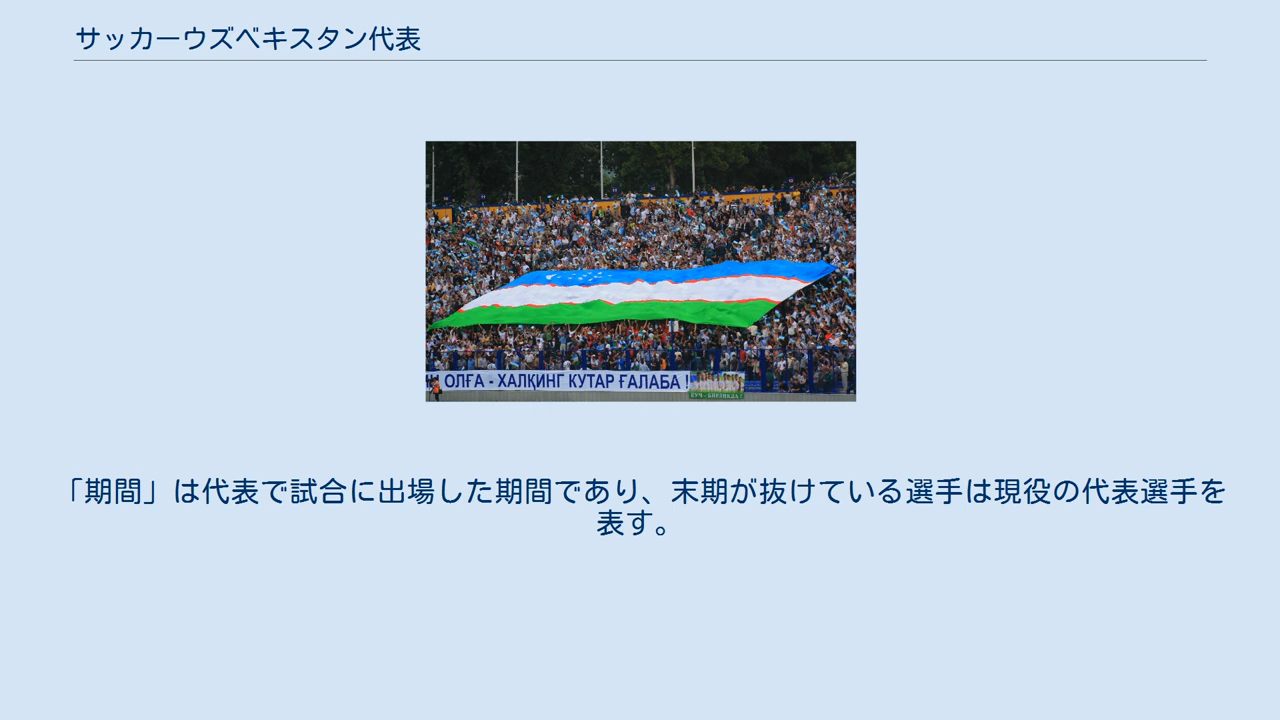 サッカーウズベキスタン代表
ОЛҒА - ХАЛҚИНГ КУТАР ҒАЛАБА !
КУЧ - БИРЛИКДА !
「期間」は代表で試合に出場した期間であり、末期が抜けている選手は現役の代表選手を
表す。